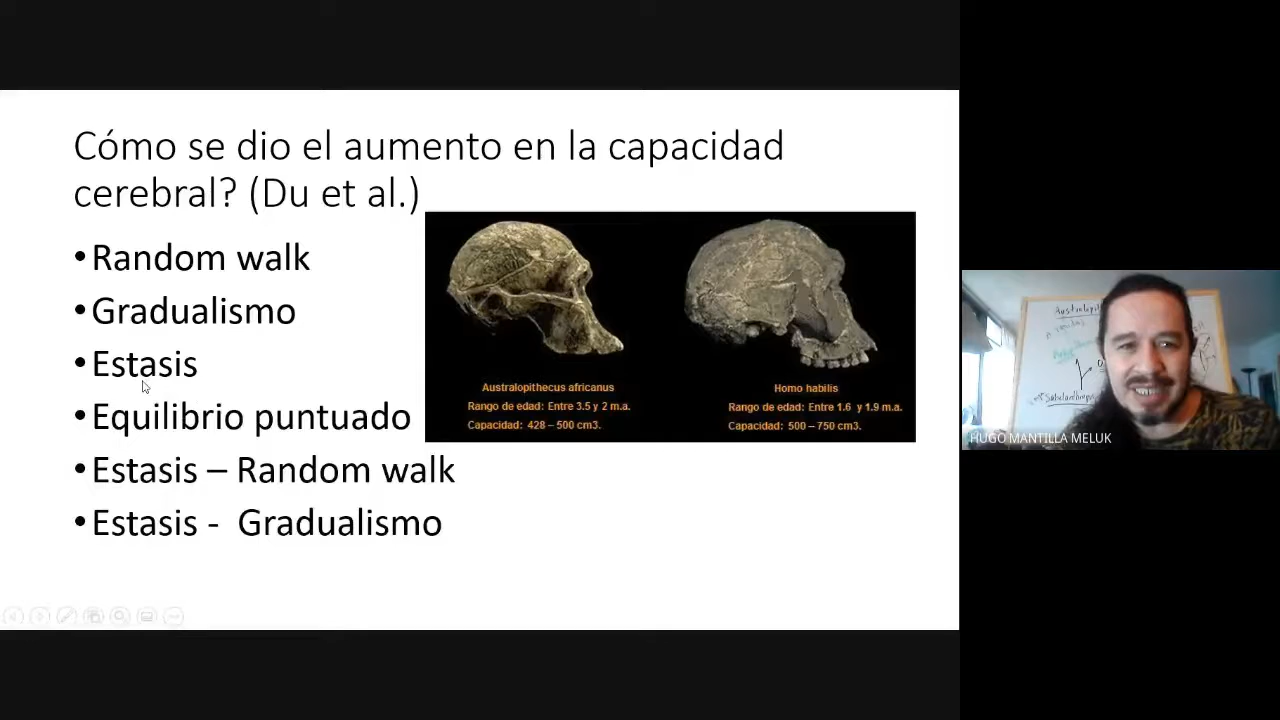 Cómo se dio el aumento en la capacidad
cerebral? (Du et al.)
•Random walk
•Gradualismo
•Estasis
•Equilibrio puntuado
•Estasis – Random walk
•Estasis - Gradualismo
Australopithecus africanus
Rango de edad: Entre 3.5 y 2 m.a.
Capacidad: 428 – 500 cm3.
Homo habilis
Rango de edad: Entre 1.6 y 1.9 m.a.
Capacidad: 500 – 750 cm3.
HUGO MANTILLA MELUK